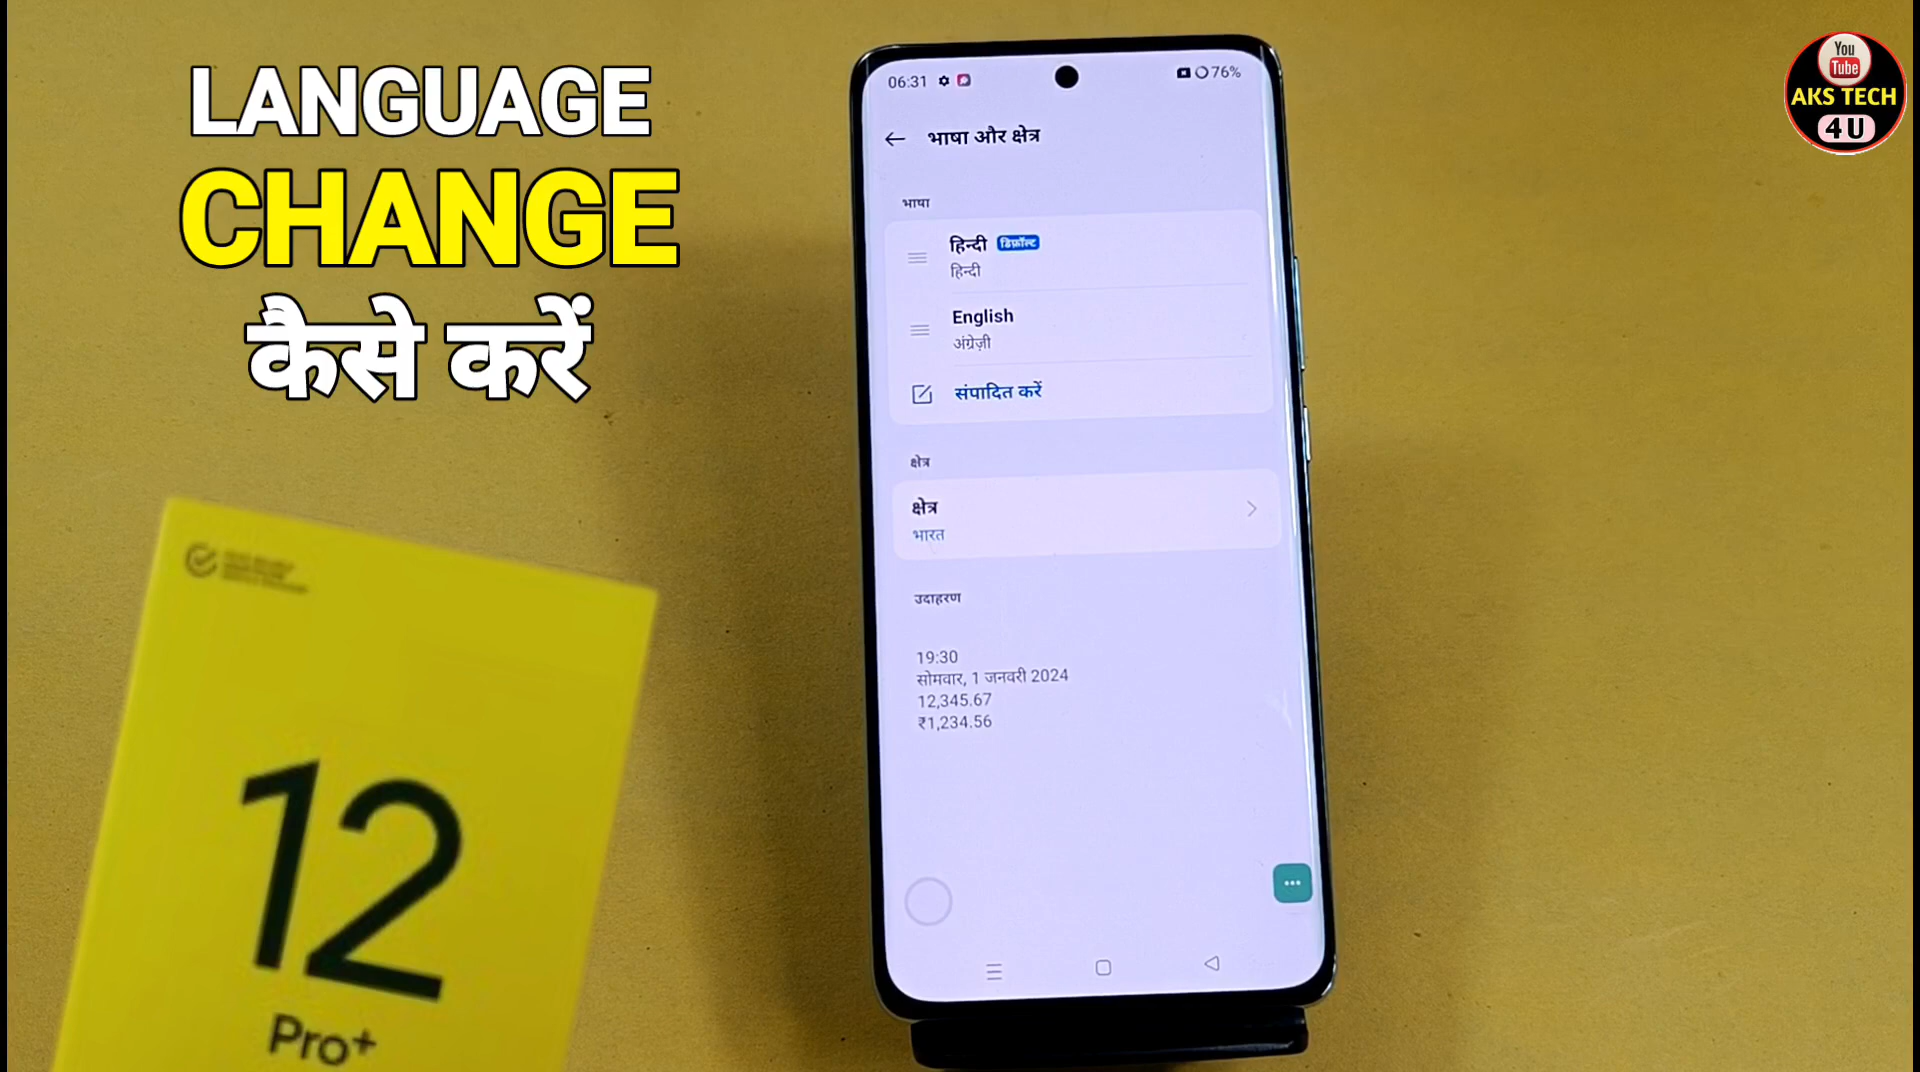 LANGUAGE
CHANGE
कैसे करें
You
Tube
AKS TECH
4U
06:31
76%
भाषा और क्षेत्र
भाषा
हिन्दी डिफ़ॉल्ट
हिन्दी
English
अंग्रेज़ी
संपादित करें
क्षेत्र
क्षेत्र
भारत
उदाहरण
19:30
सोमवार, 1 जनवरी 2024
12,345.67
₹1,234.56
12
Pro+